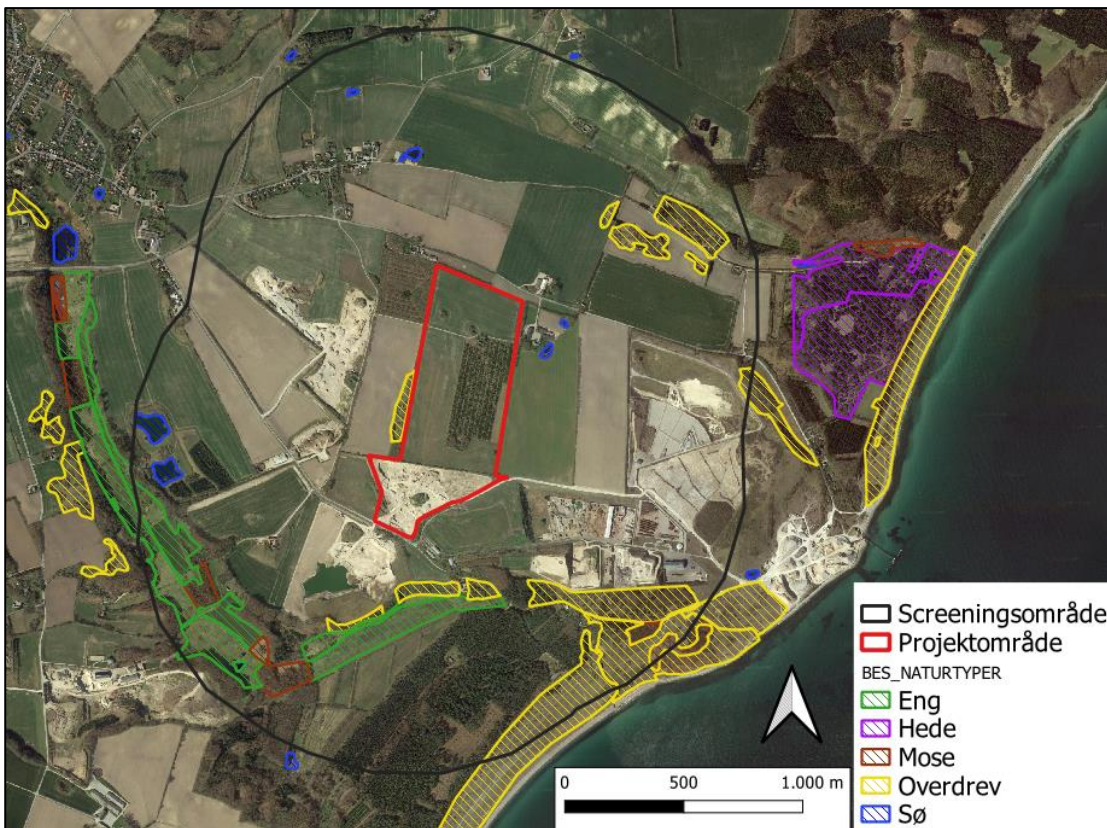 Screeningsområde
Projektområde
BES_NATURTYPER
Eng
Hede
Mose
Overdrev
Sø
0 500 1.000 m